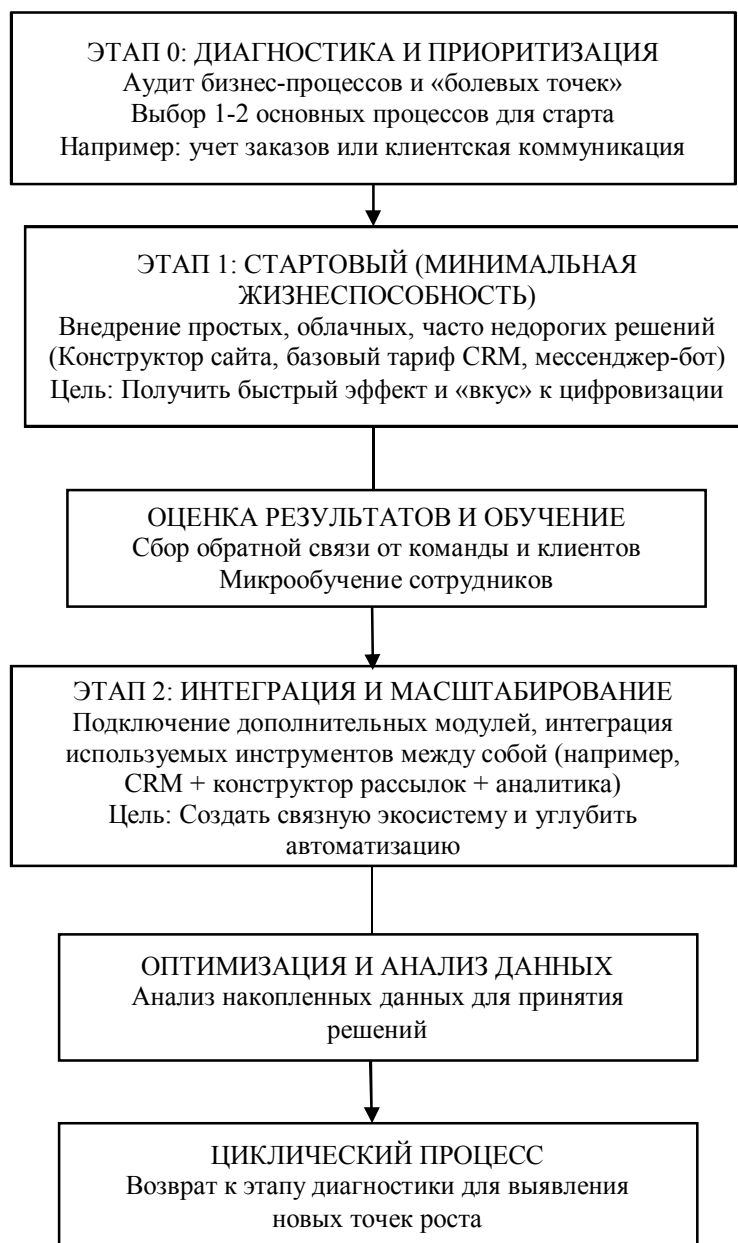 ЭТАП 0: ДИАГНОСТИКА И ПРИОРИТИЗАЦИЯ
Аудит бизнес-процессов и «болевых точек»
Выбор 1-2 основных процессов для старта
Например: учет заказов или клиентская коммуникация
ЭТАП 1: СТАРТОВЫЙ (МИНИМАЛЬНАЯ
ЖИЗНЕСПОСОБНОСТЬ)
Внедрение простых, облачных, часто недорогих решений
(Конструктор сайта, базовый тариф CRM, мессенджер-бот)
Цель: Получить быстрый эффект и «вкус» к цифровизации
ОЦЕНКА РЕЗУЛЬТАТОВ И ОБУЧЕНИЕ
Сбор обратной связи от команды и клиентов
Микрообучение сотрудников
ЭТАП 2: ИНТЕГРАЦИЯ И МАСШТАБИРОВАНИЕ
Подключение дополнительных модулей, интеграция
используемых инструментов между собой (например,
CRM + конструктор рассылок + аналитика)
Цель: Создать связную экосистему и углубить
автоматизацию
ОПТИМИЗАЦИЯ И АНАЛИЗ ДАННЫХ
Анализ накопленных данных для принятия
решений
ЦИКЛИЧЕСКИЙ ПРОЦЕСС
Возврат к этапу диагностики для выявления
новых точек роста